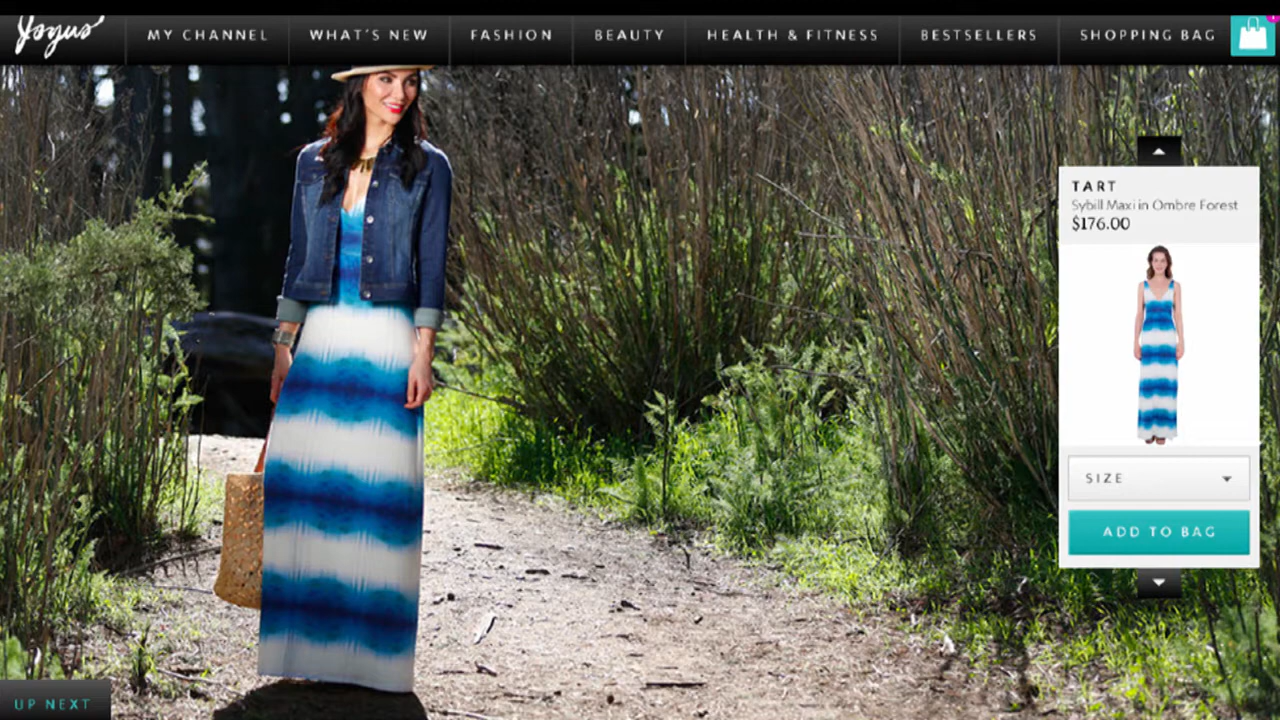 Joyus
MY CHANNEL
WHAT'S NEW
FASHION
BEAUTY
HEALTH & FITNESS
BESTSELLERS
SHOPPING BAG
TART
Sybill Maxi in Ombre Forest
$176.00
SIZE
ADD TO BAG
UP NEXT